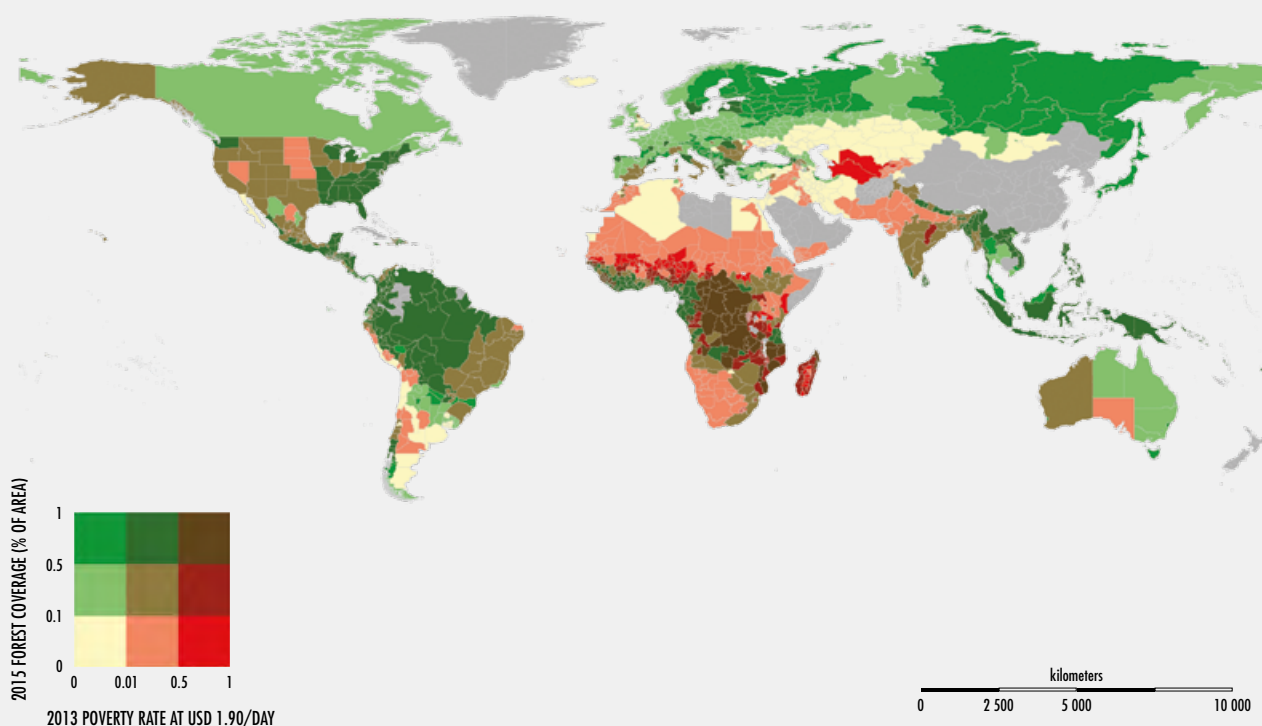 2015 FOREST COVERAGE (% OF AREA)
1
0.5
0.1
0
0 0.01 0.5 1
2013 POVERTY RATE AT USD 1.90/DAY
kilometers
0 2 500 5 000 10 000